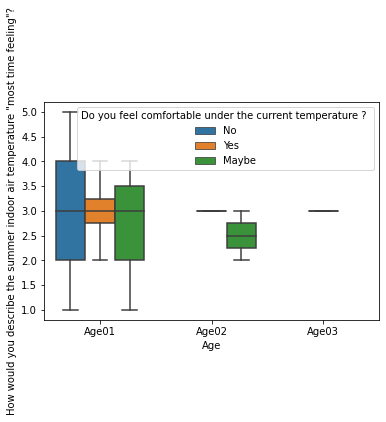 How would you describe the summer indoor air temperature "most time feeling"?
Do you feel comfortable under the current temperature ?
No
Yes
Maybe
5.0
4.5
4.0
3.5
3.0
2.5
2.0
1.5
1.0
Age01 Age02 Age03
Age